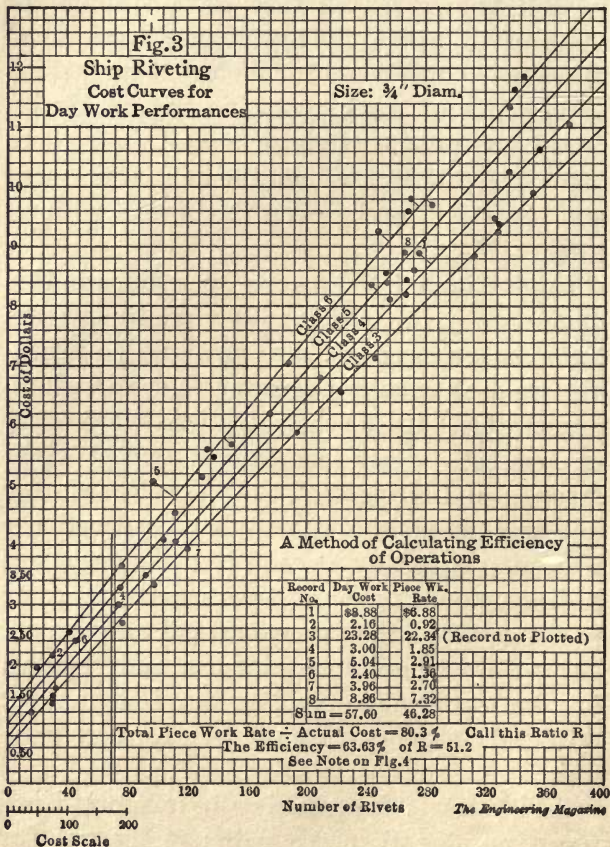 Fig.3
Ship Riveting
Cost Curves for
Day Work Performances
Size: ¾" Diam.
12
11
10
9
8
7
6
5
4
3.50
3
2.50
2
1.50
1
0.50
Cost of Dollars
Class 6
Class 5
Class 4
Class 3
8
1
5
7
4
6
2
A Method of Calculating Efficiency
of Operations
Record No. Day Work Cost Piece Wk. Rate
1 $8.88 $6.88
2 2.16 0.92
3 23.28 22.34 (Record not Plotted)
4 3.00 1.85
5 5.04 2.91
6 2.40 1.36
7 3.96 2.70
8 8.86 7.32
Sum = 57.60 46.28
Total Piece Work Rate ÷ Actual Cost = 80.3 % Call this Ratio R
The Efficiency = 63.63% of R = 51.2
See Note on Fig.4
0 40 80 120 160 200 240 280 320 360 400
Number of Rivets
The Engineering Magazine
0 100 200
Cost Scale